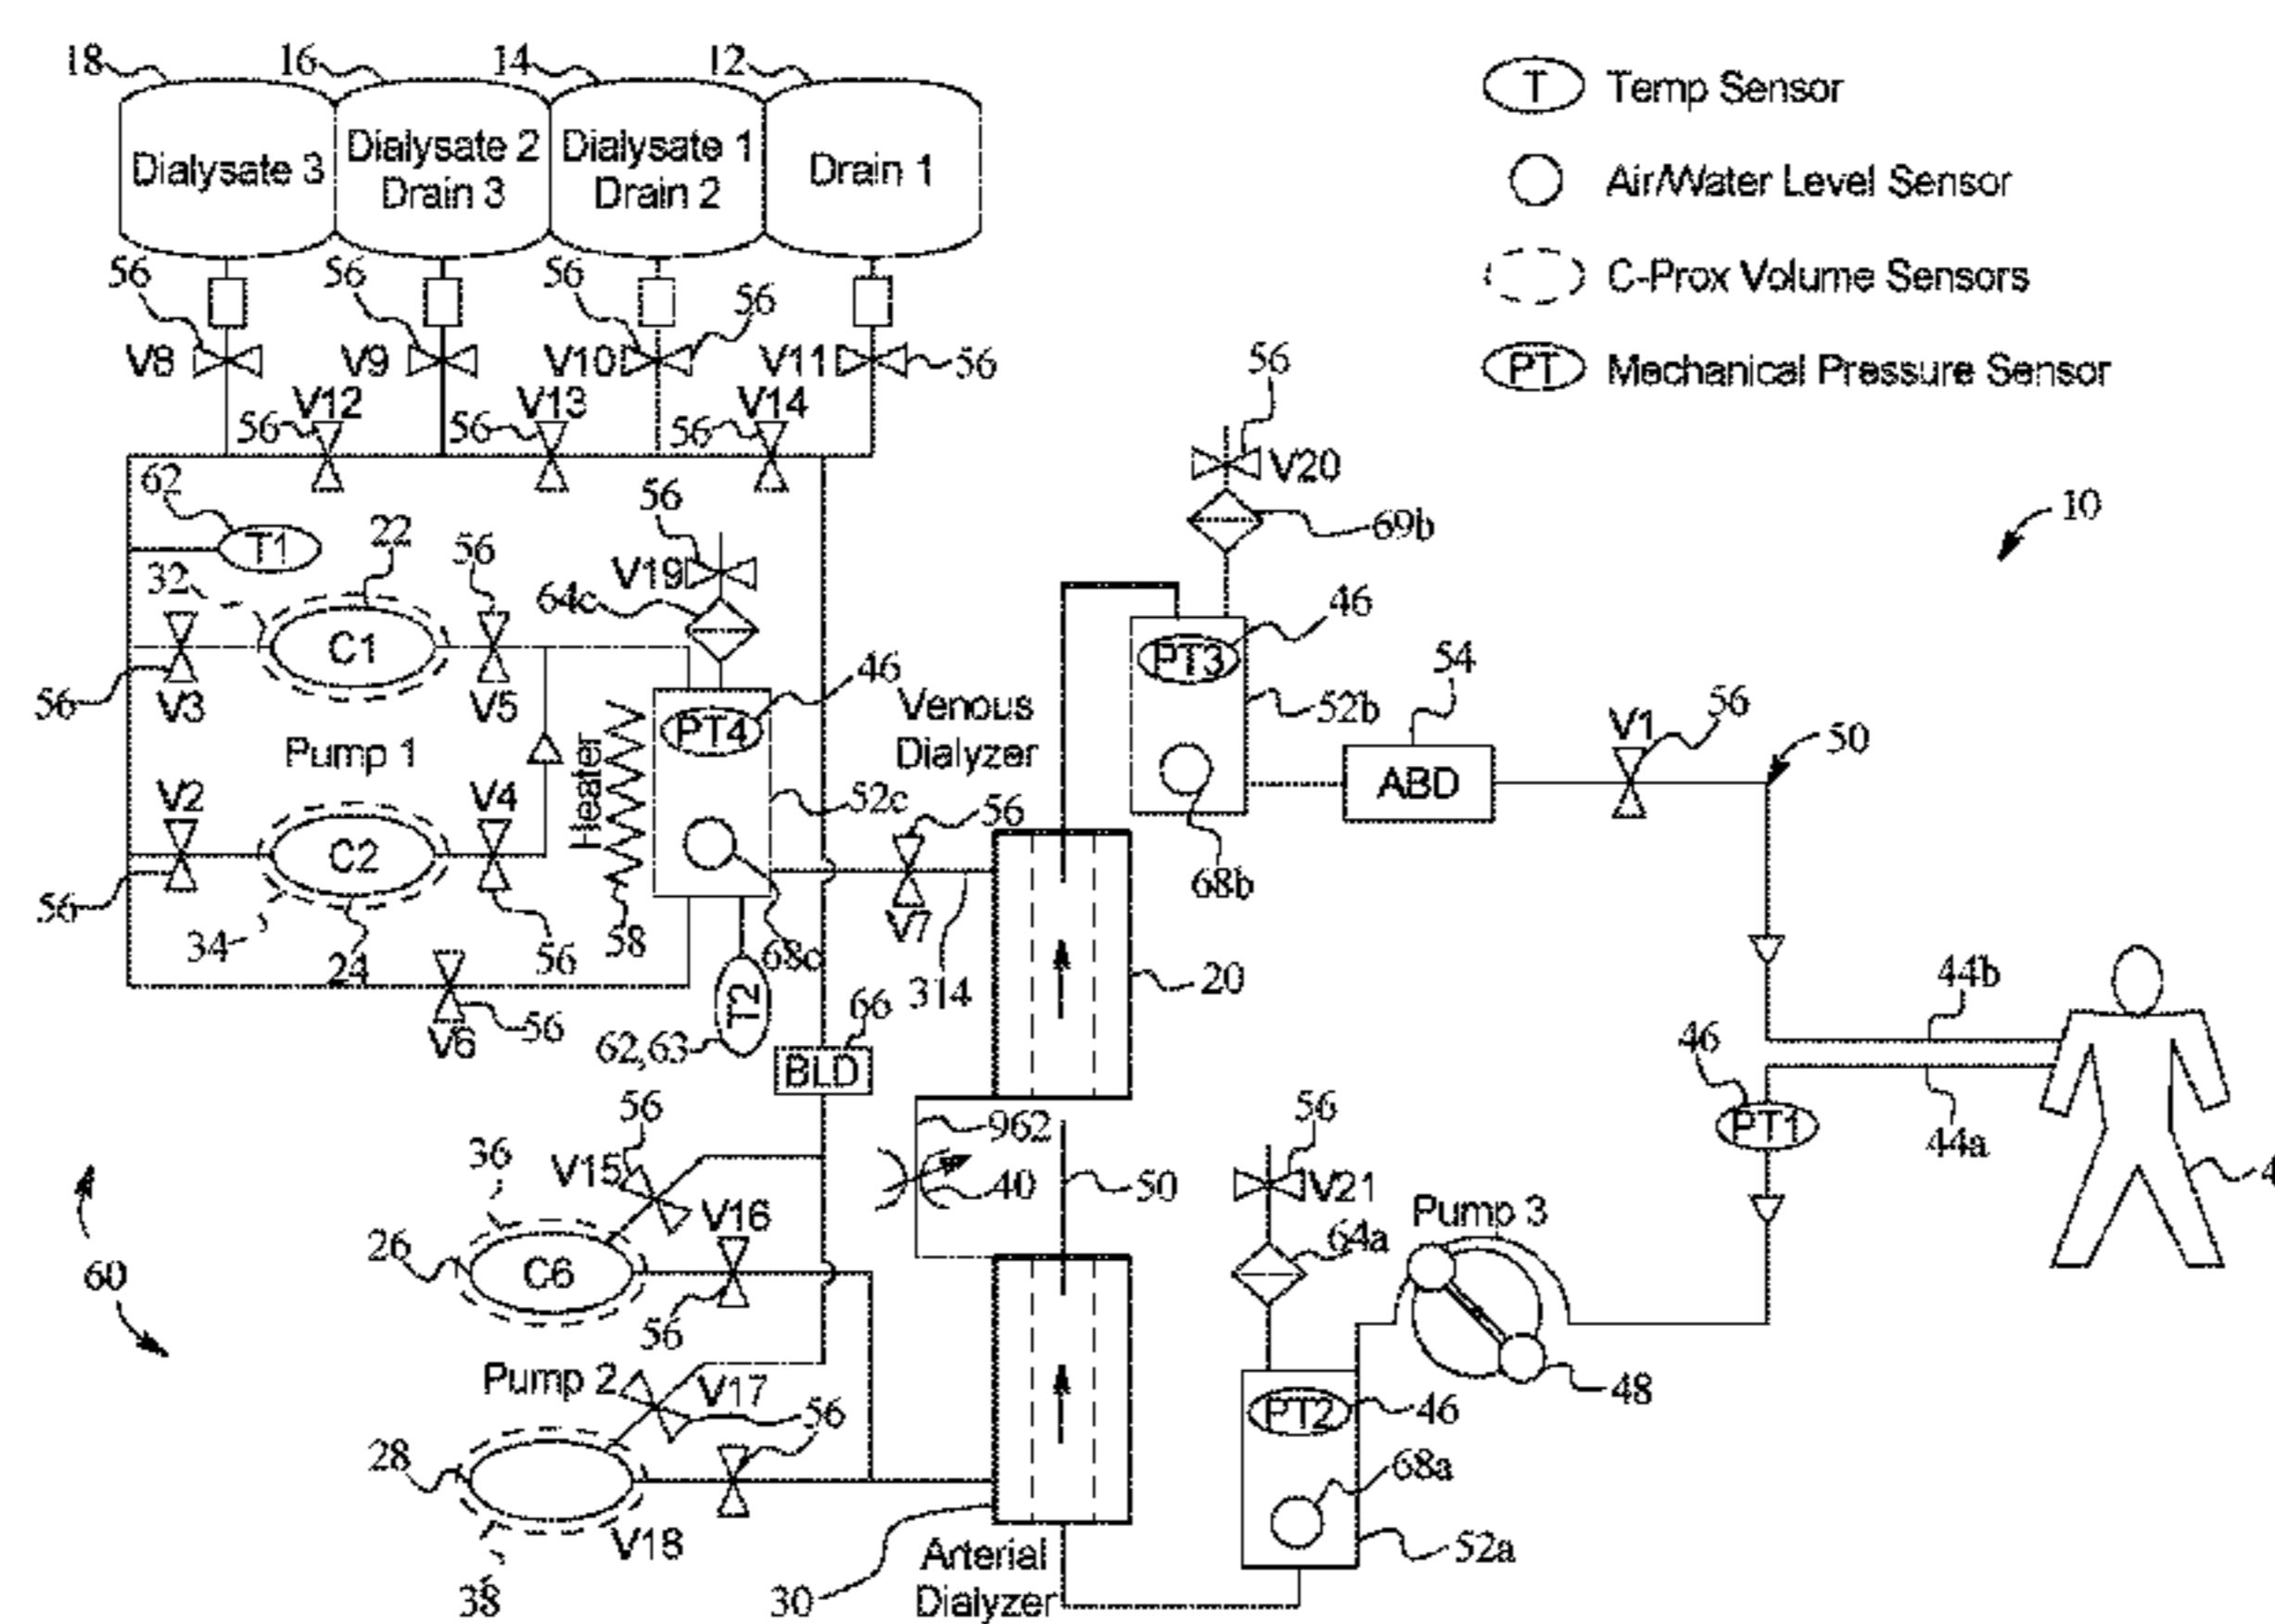 18 16 14 12
Dialysate 3
Dialysate 2
Drain 3
Dialysate 1
Drain 2
Drain 1
T Temp Sensor
Air/Water Level Sensor
C-Prox Volume Sensors
PT Mechanical Pressure Sensor
56 56 56 56
V8 V9 V10 V11 56
V12 V13 V14
56 56 56
56
V20
69b
10
62
T1
22
56
32
C1
56
V3
V5
56
V19
64c
46
PT4
Pump 1
Heater
52c
V2
V4
C2
56
34
24
56
58
68c
T2
62,63
V6
56
Venous
Dialyzer
56
V7
314
20
46
PT3
52b
68b
54
ABD
V1
56
50
44b
44a
46
PT1
4
66
BLD
962
40
50
56
V21
64a
Pump 3
48
PT2
46
68a
52a
60
36
56
V15
V16
26
C6
56
Pump 2
V17
56
28
V18
38
30
Arterial
Dialyzer